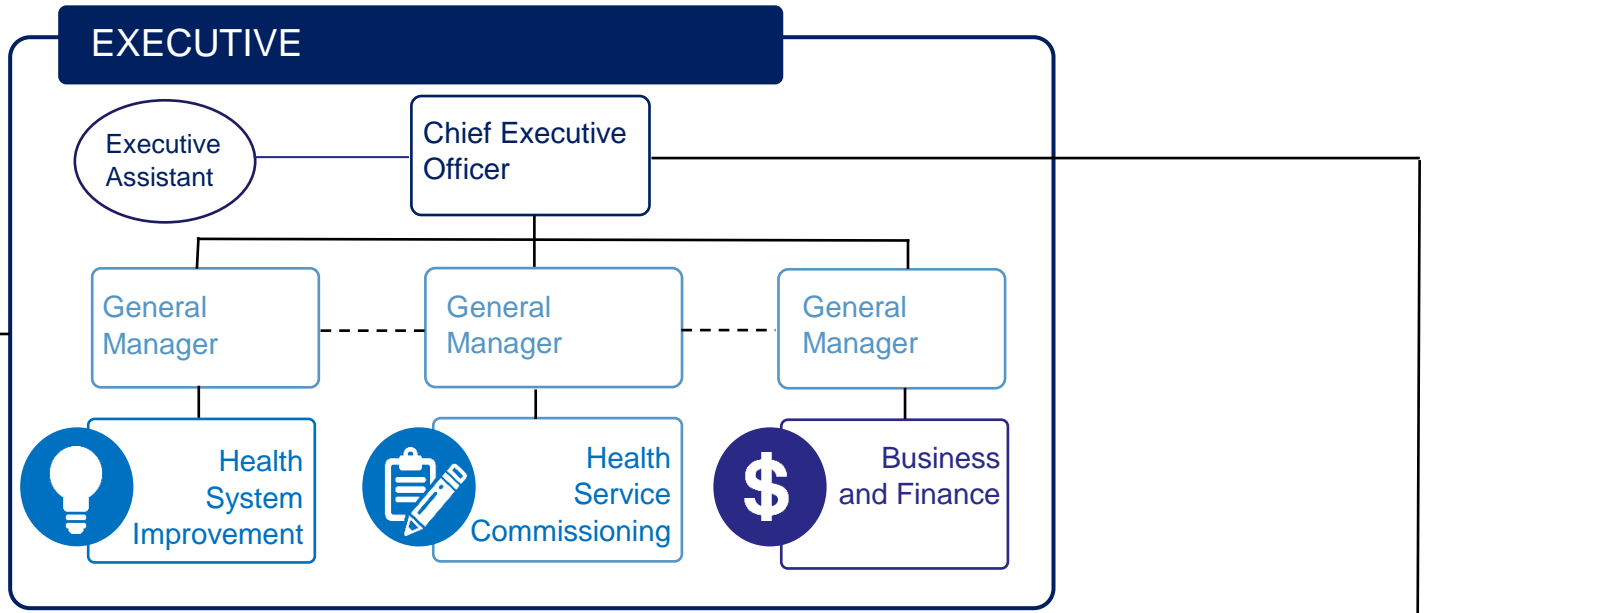 EXECUTIVE
Executive
Assistant
Chief Executive
Officer
General
Manager
General
Manager
General
Manager
Health
System
Improvement
Health
Service
Commissioning
$
Business
and Finance